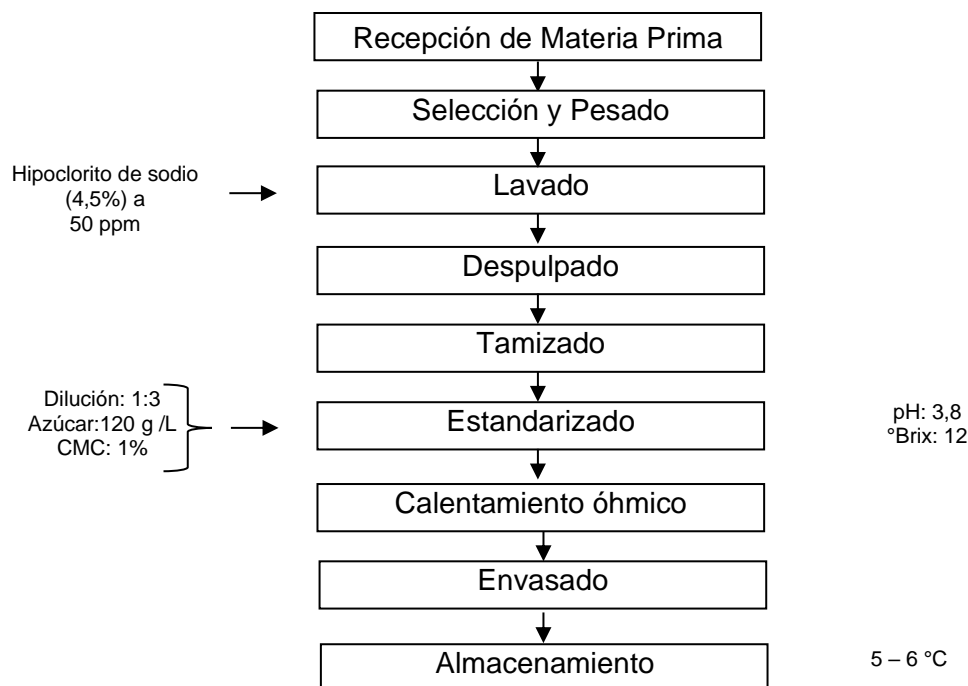 Recepción de Materia Prima
Selección y Pesado
Hipoclorito de sodio
(4,5%) a
50 ppm
Lavado
Despulpado
Tamizado
Dilución: 1:3
Azúcar:120 g /L
CMC: 1%
Estandarizado
pH: 3,8
°Brix: 12
Calentamiento óhmico
Envasado
Almacenamiento
5 – 6 °C